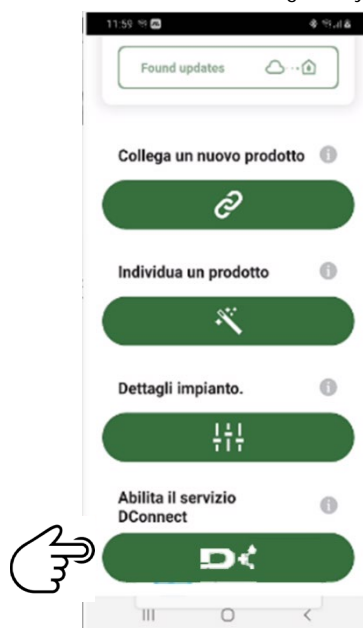 11:59
Found updates
Collega un nuovo prodotto
Individua un prodotto
Dettagli impianto.
Abilita il servizio
DConnect